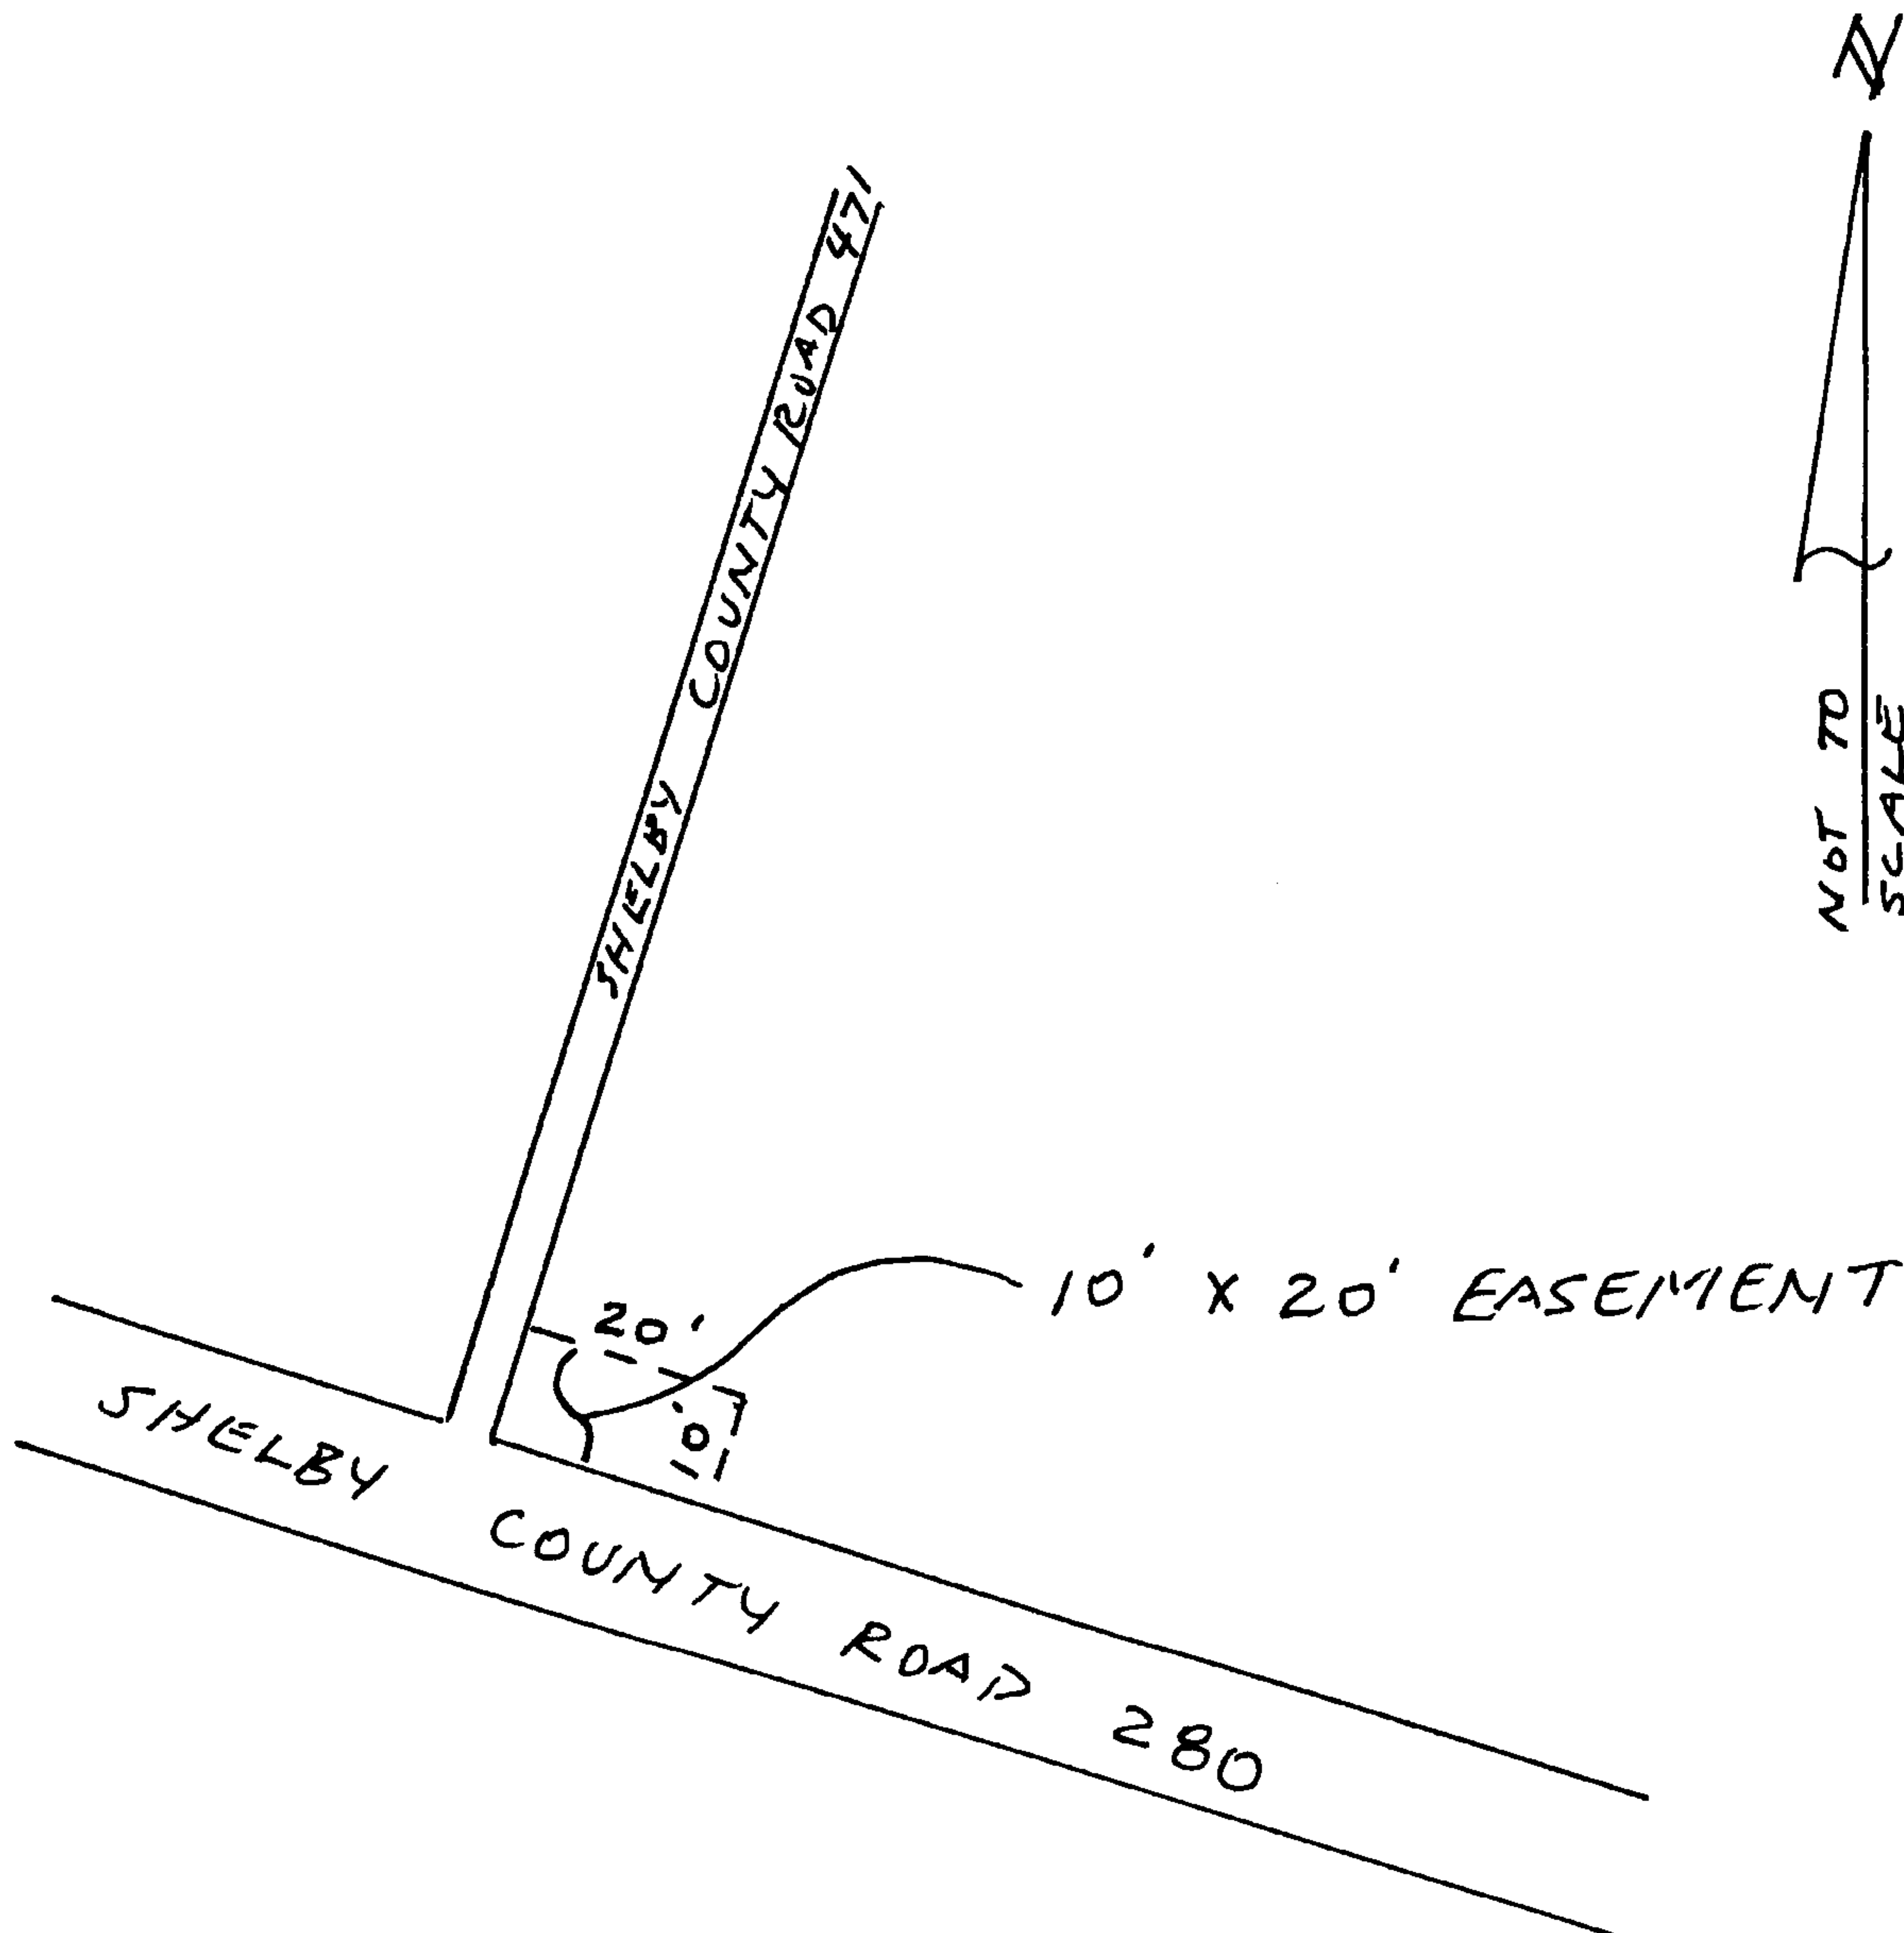 N
NOT TO
SCALE
SHELBY COUNTY ROAD 471
20'
10'
10' X 20' EASEMENT
SHELBY COUNTY ROAD 280